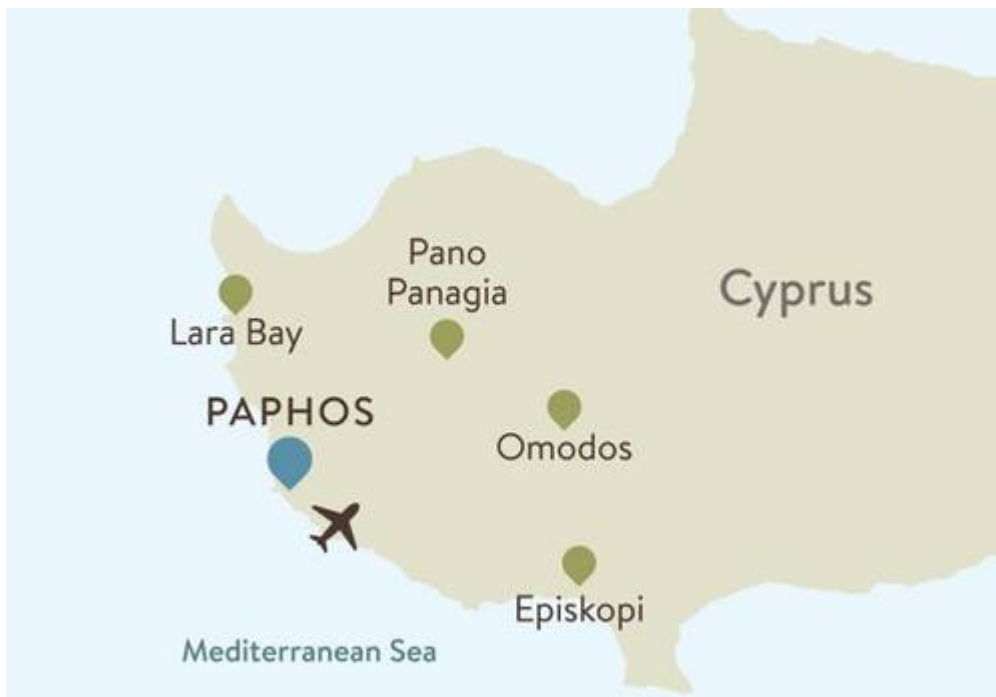 Pano
Panagia
Cyprus
Lara Bay
PAPHOS
Omodos
Episkopi
Mediterranean Sea